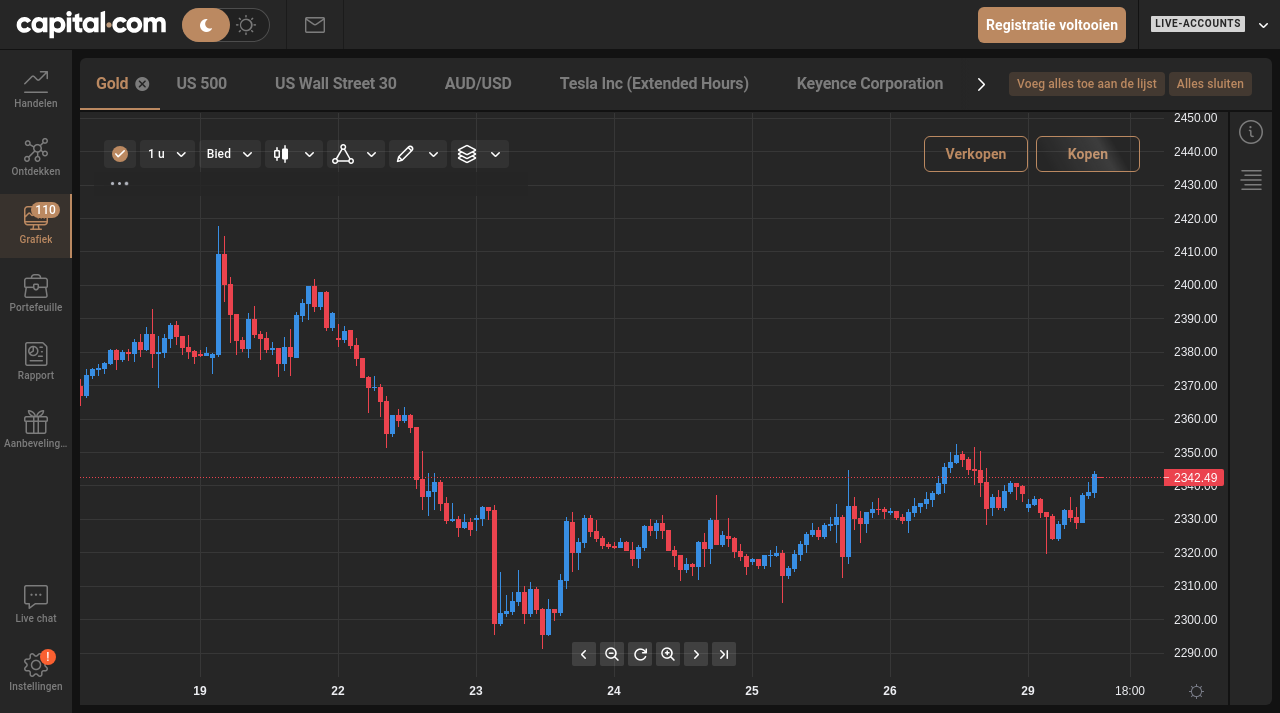 capital.com
Registratie voltooien
LIVE-ACCOUNTS
Handelen
Ontdekken
110
Grafiek
Portefeuille
Rapport
Aanbeveling...
Live chat
!
Instellingen
Gold
US 500
US Wall Street 30
AUD/USD
Tesla Inc (Extended Hours)
Keyence Corporation
Voeg alles toe aan de lijst
Alles sluiten
1 u
Bied
Verkopen
Kopen
2450.00
2440.00
2430.00
2420.00
2410.00
2400.00
2390.00
2380.00
2370.00
2360.00
2350.00
2342.49
2340.00
2330.00
2320.00
2310.00
2300.00
2290.00
19
22
23
24
25
26
29
18:00